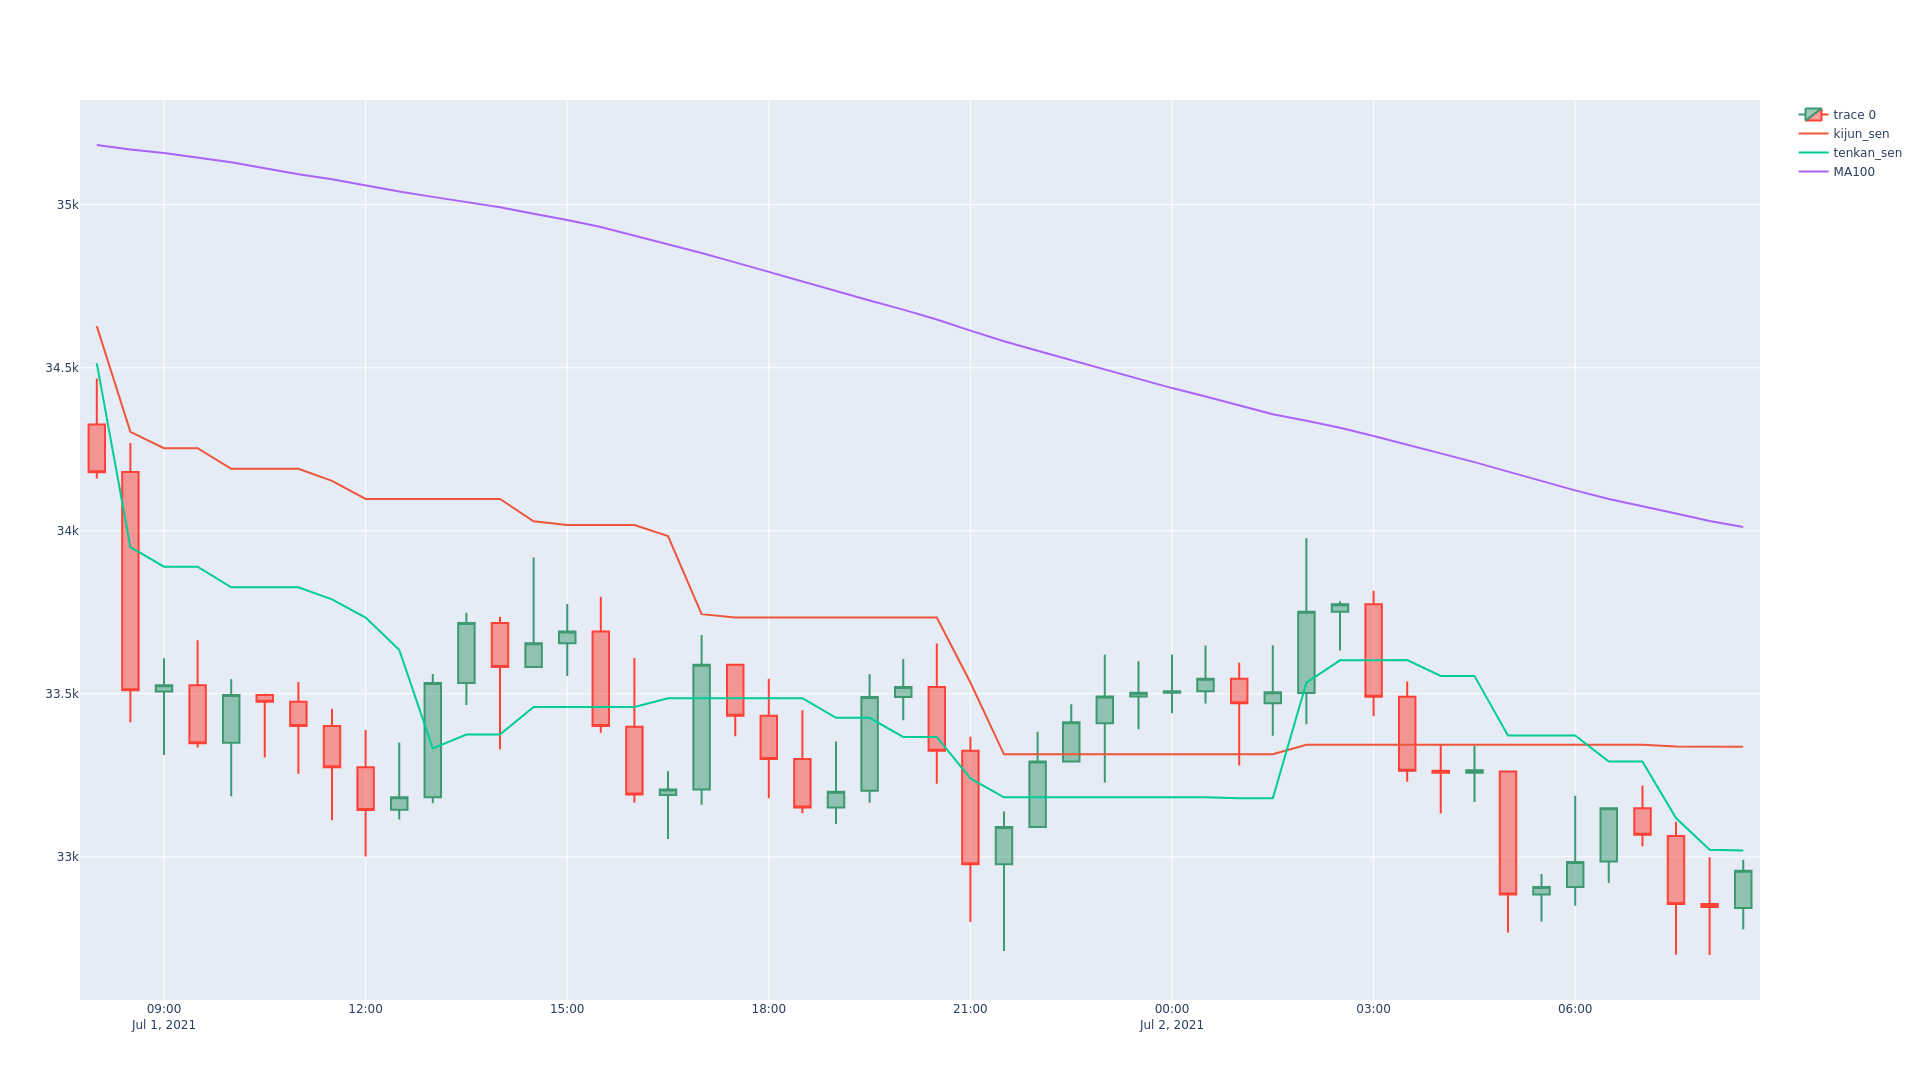 trace 0
kijun_sen
tenkan_sen
MA100
35k
34.5k
34k
33.5k
33k
09:00 12:00 15:00 18:00 21:00 00:00 03:00 06:00
Jul 1, 2021 Jul 2, 2021